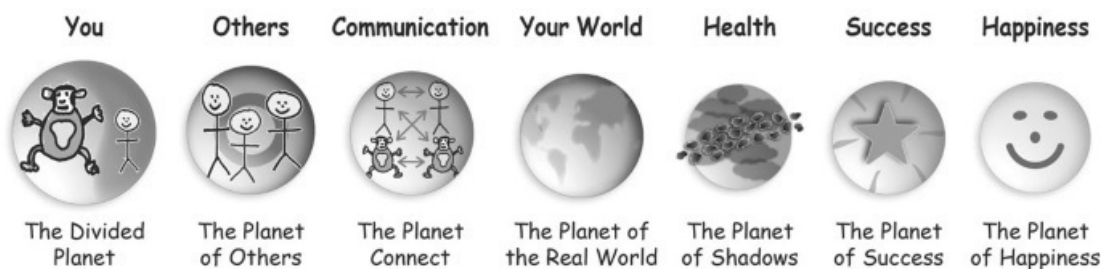 You
Others
Communication
Your World
Health
Success
Happiness
The Divided
Planet
The Planet
of Others
The Planet
Connect
The Planet of
the Real World
The Planet
of Shadows
The Planet
of Success
The Planet
of Happiness